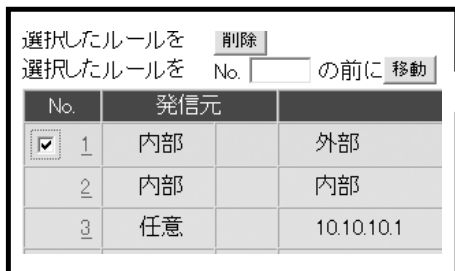 選択したルールを 削除
選択したルールを No. の前に 移動
No. 発信元
1 内部 外部
2 内部 内部
3 任意 10.10.10.1